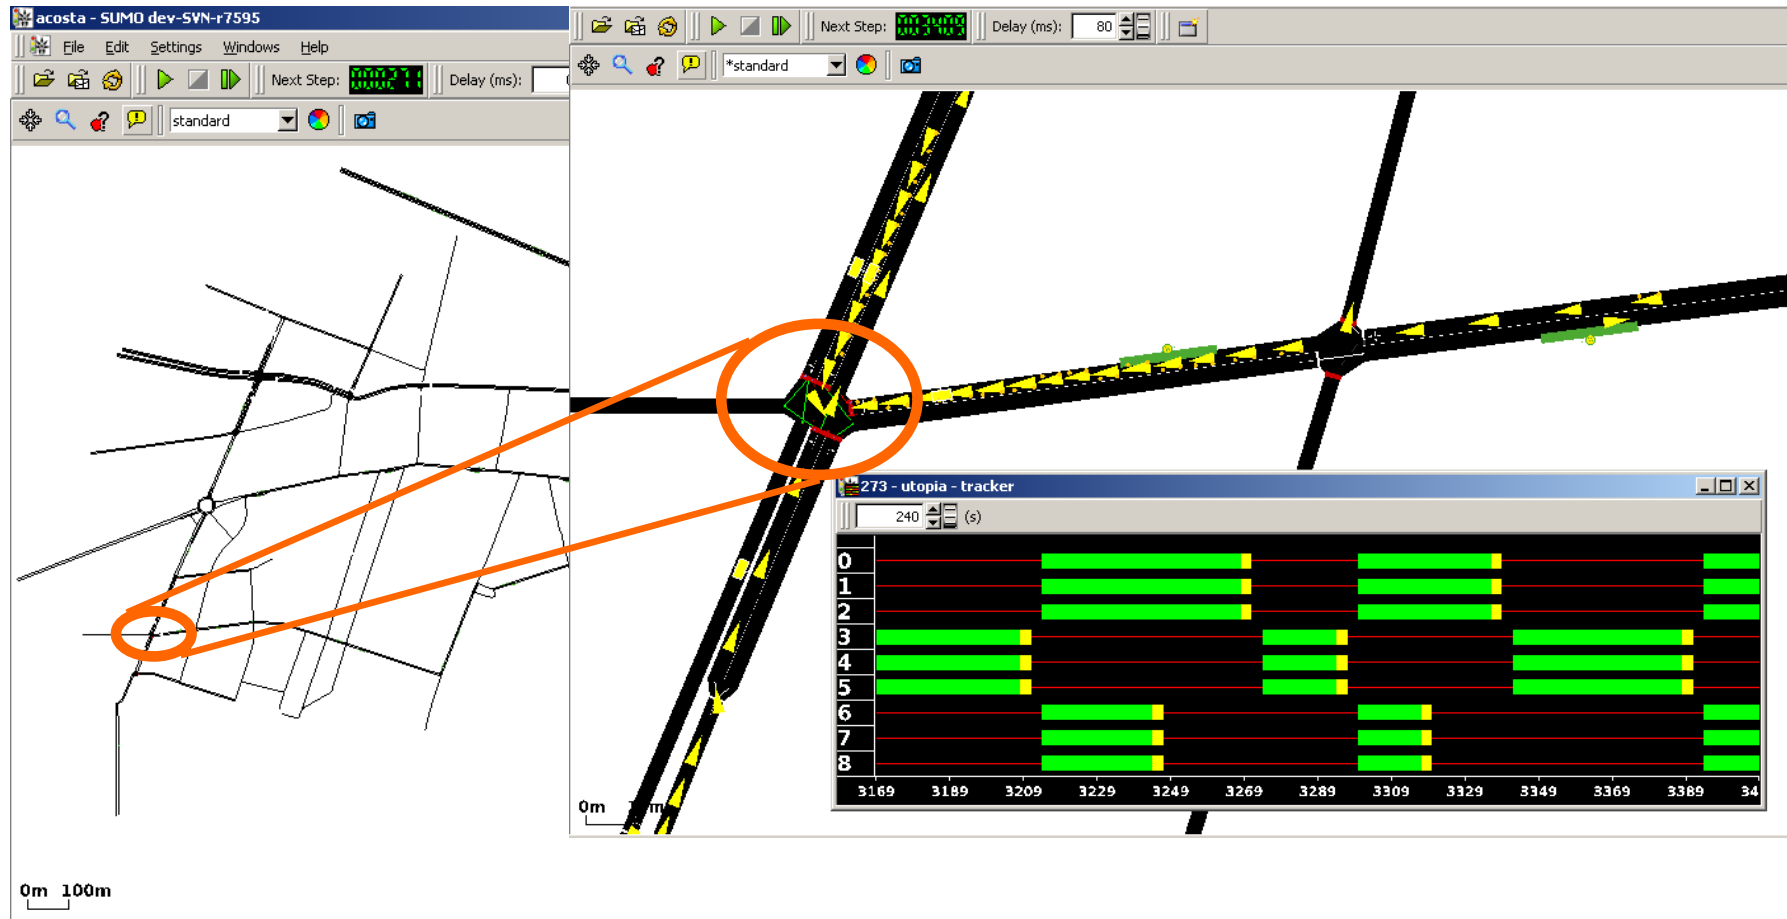 acosta - SUMO dev-SVN-r7595
File Edit Settings Windows Help
Next Step: 000271 Delay (ms):
standard
0m 100m
Next Step: 003409 Delay (ms): 80
*standard
0m
273 - utopia - tracker
240 (s)
0
1
2
3
4
5
6
7
8
3169 3189 3209 3229 3249 3269 3289 3309 3329 3349 3369 3389 34